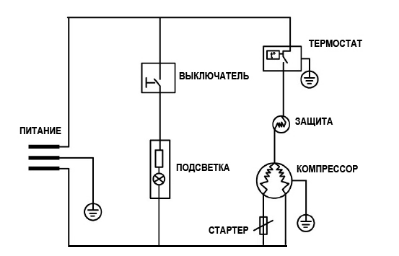 ТЕРМОСТАТ
ВЫКЛЮЧАТЕЛЬ
ЗАЩИТА
ПИТАНИЕ
ПОДСВЕТКА
КОМПРЕССОР
СТАРТЕР